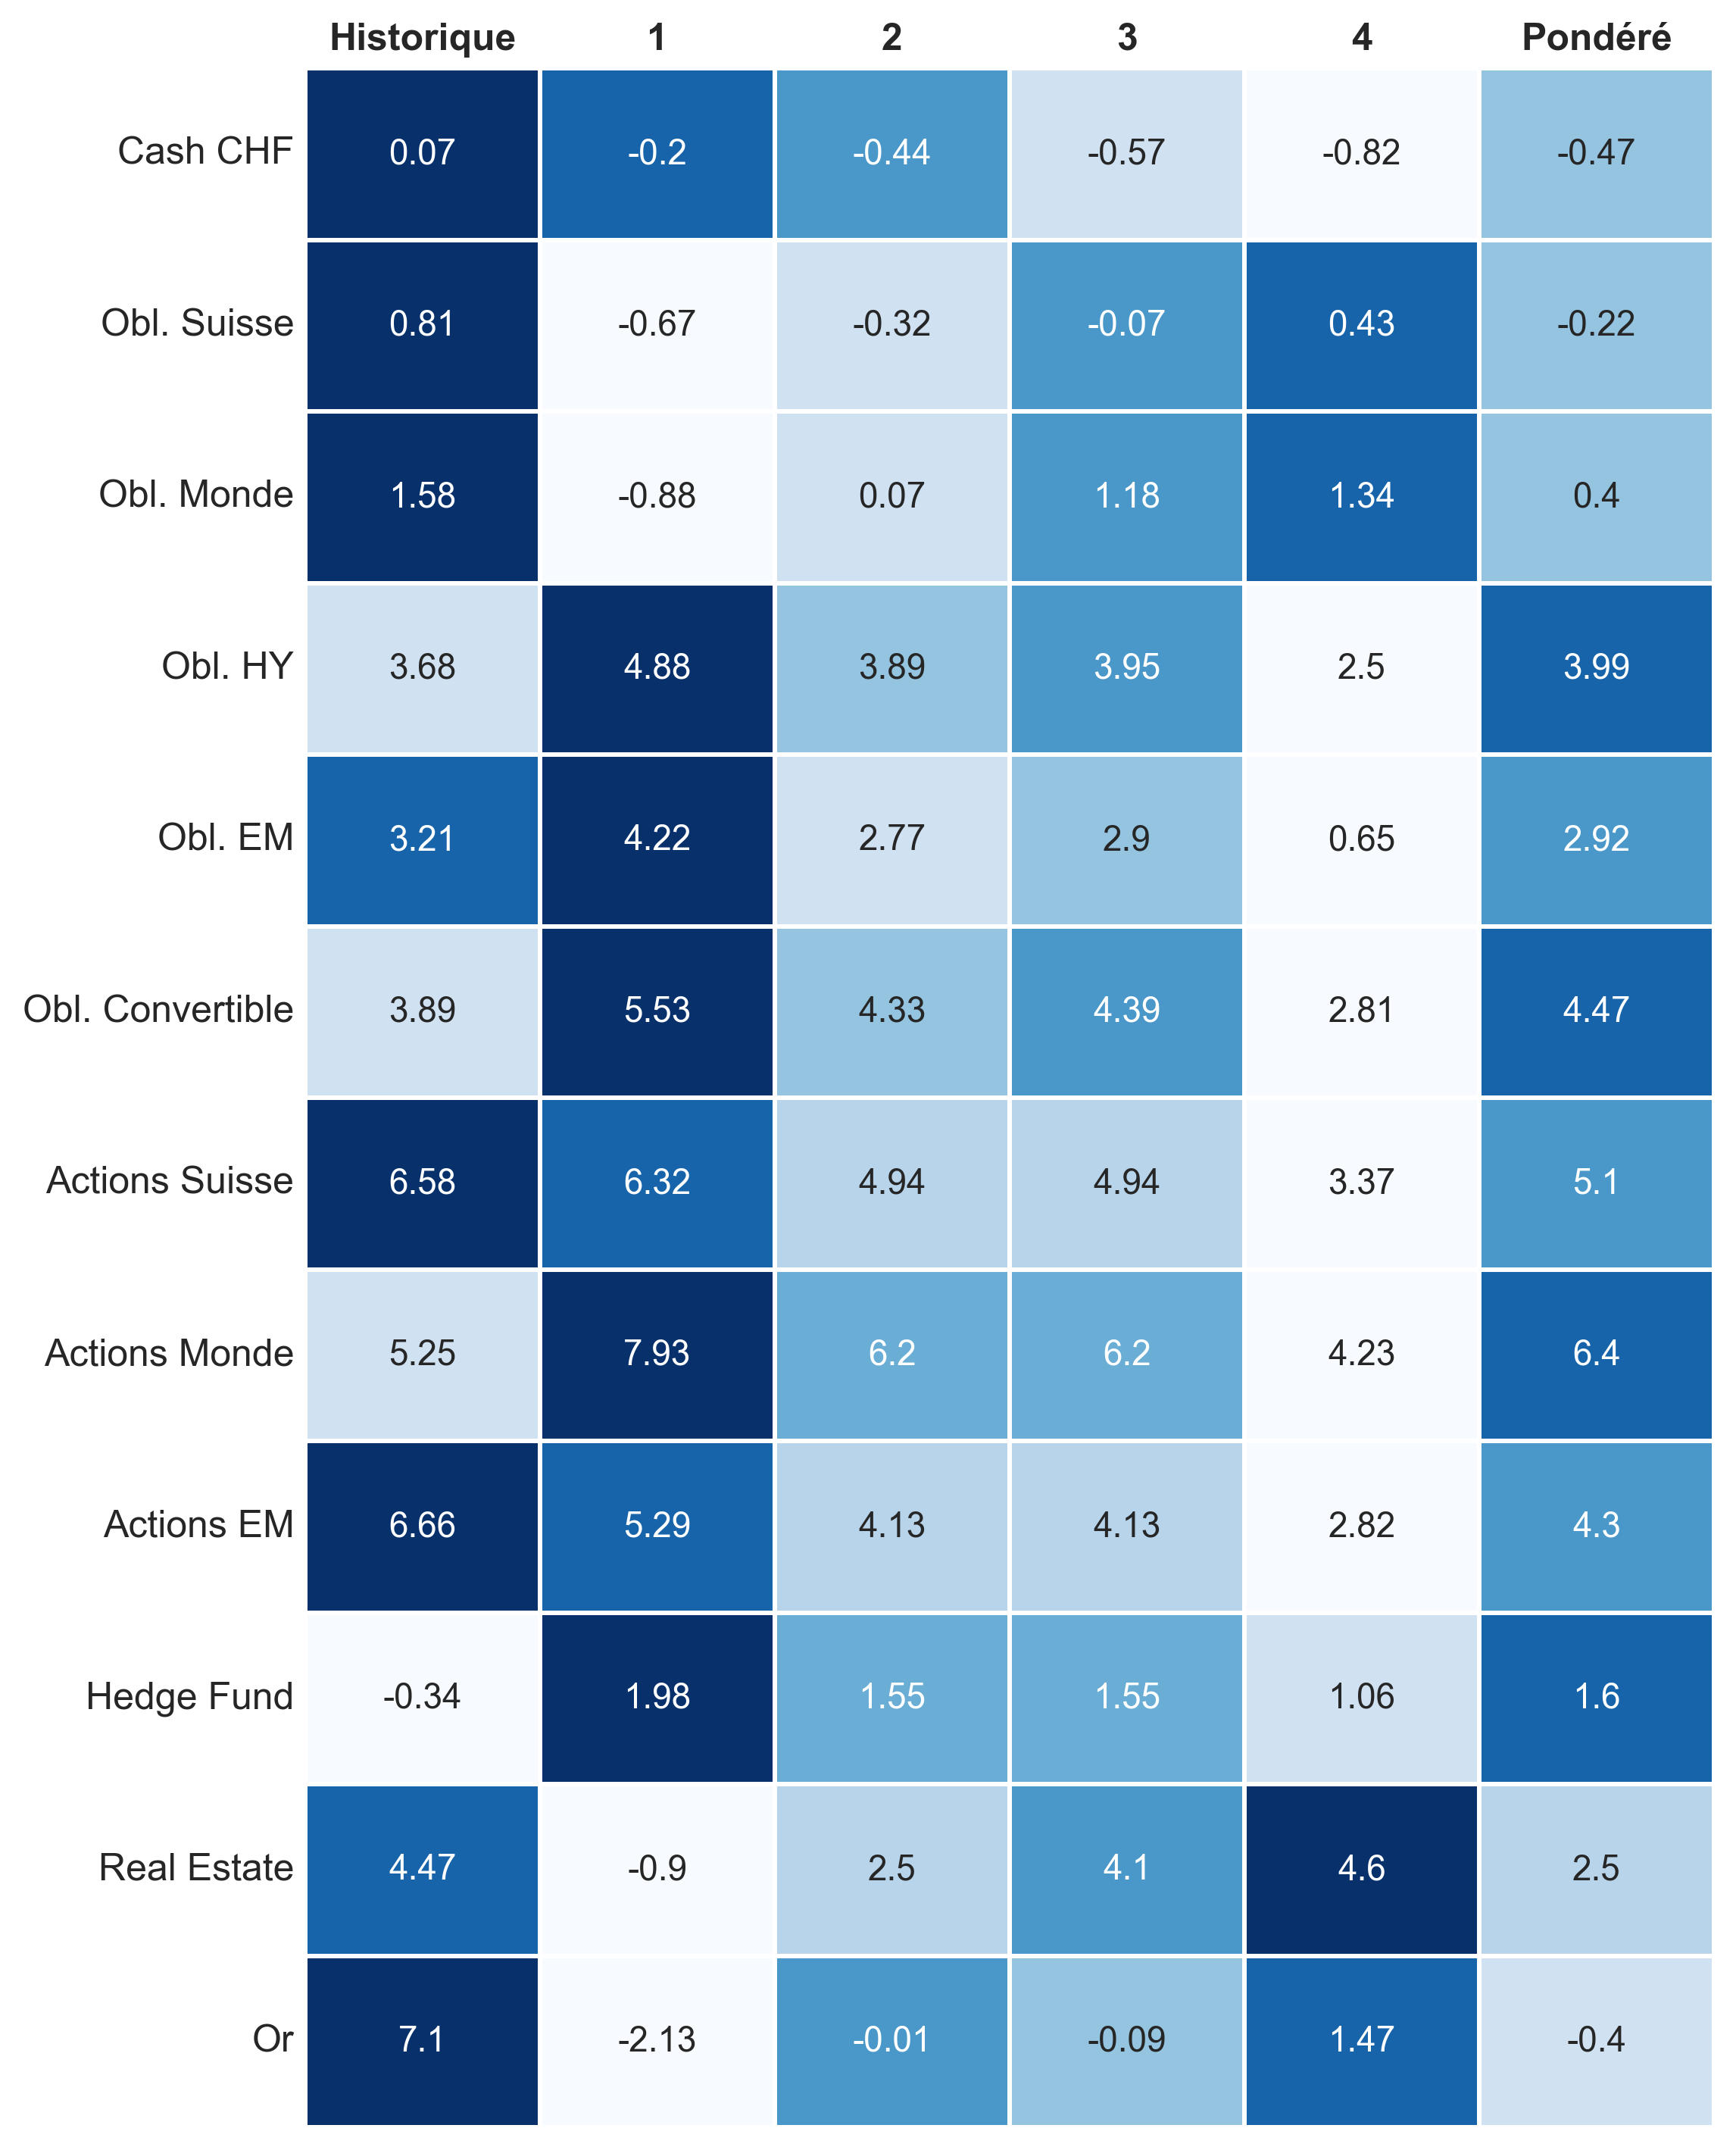 Historique 1 2 3 4 Pondéré
Cash CHF 0.07 -0.2 -0.44 -0.57 -0.82 -0.47
Obl. Suisse 0.81 -0.67 -0.32 -0.07 0.43 -0.22
Obl. Monde 1.58 -0.88 0.07 1.18 1.34 0.4
Obl. HY 3.68 4.88 3.89 3.95 2.5 3.99
Obl. EM 3.21 4.22 2.77 2.9 0.65 2.92
Obl. Convertible 3.89 5.53 4.33 4.39 2.81 4.47
Actions Suisse 6.58 6.32 4.94 4.94 3.37 5.1
Actions Monde 5.25 7.93 6.2 6.2 4.23 6.4
Actions EM 6.66 5.29 4.13 4.13 2.82 4.3
Hedge Fund -0.34 1.98 1.55 1.55 1.06 1.6
Real Estate 4.47 -0.9 2.5 4.1 4.6 2.5
Or 7.1 -2.13 -0.01 -0.09 1.47 -0.4